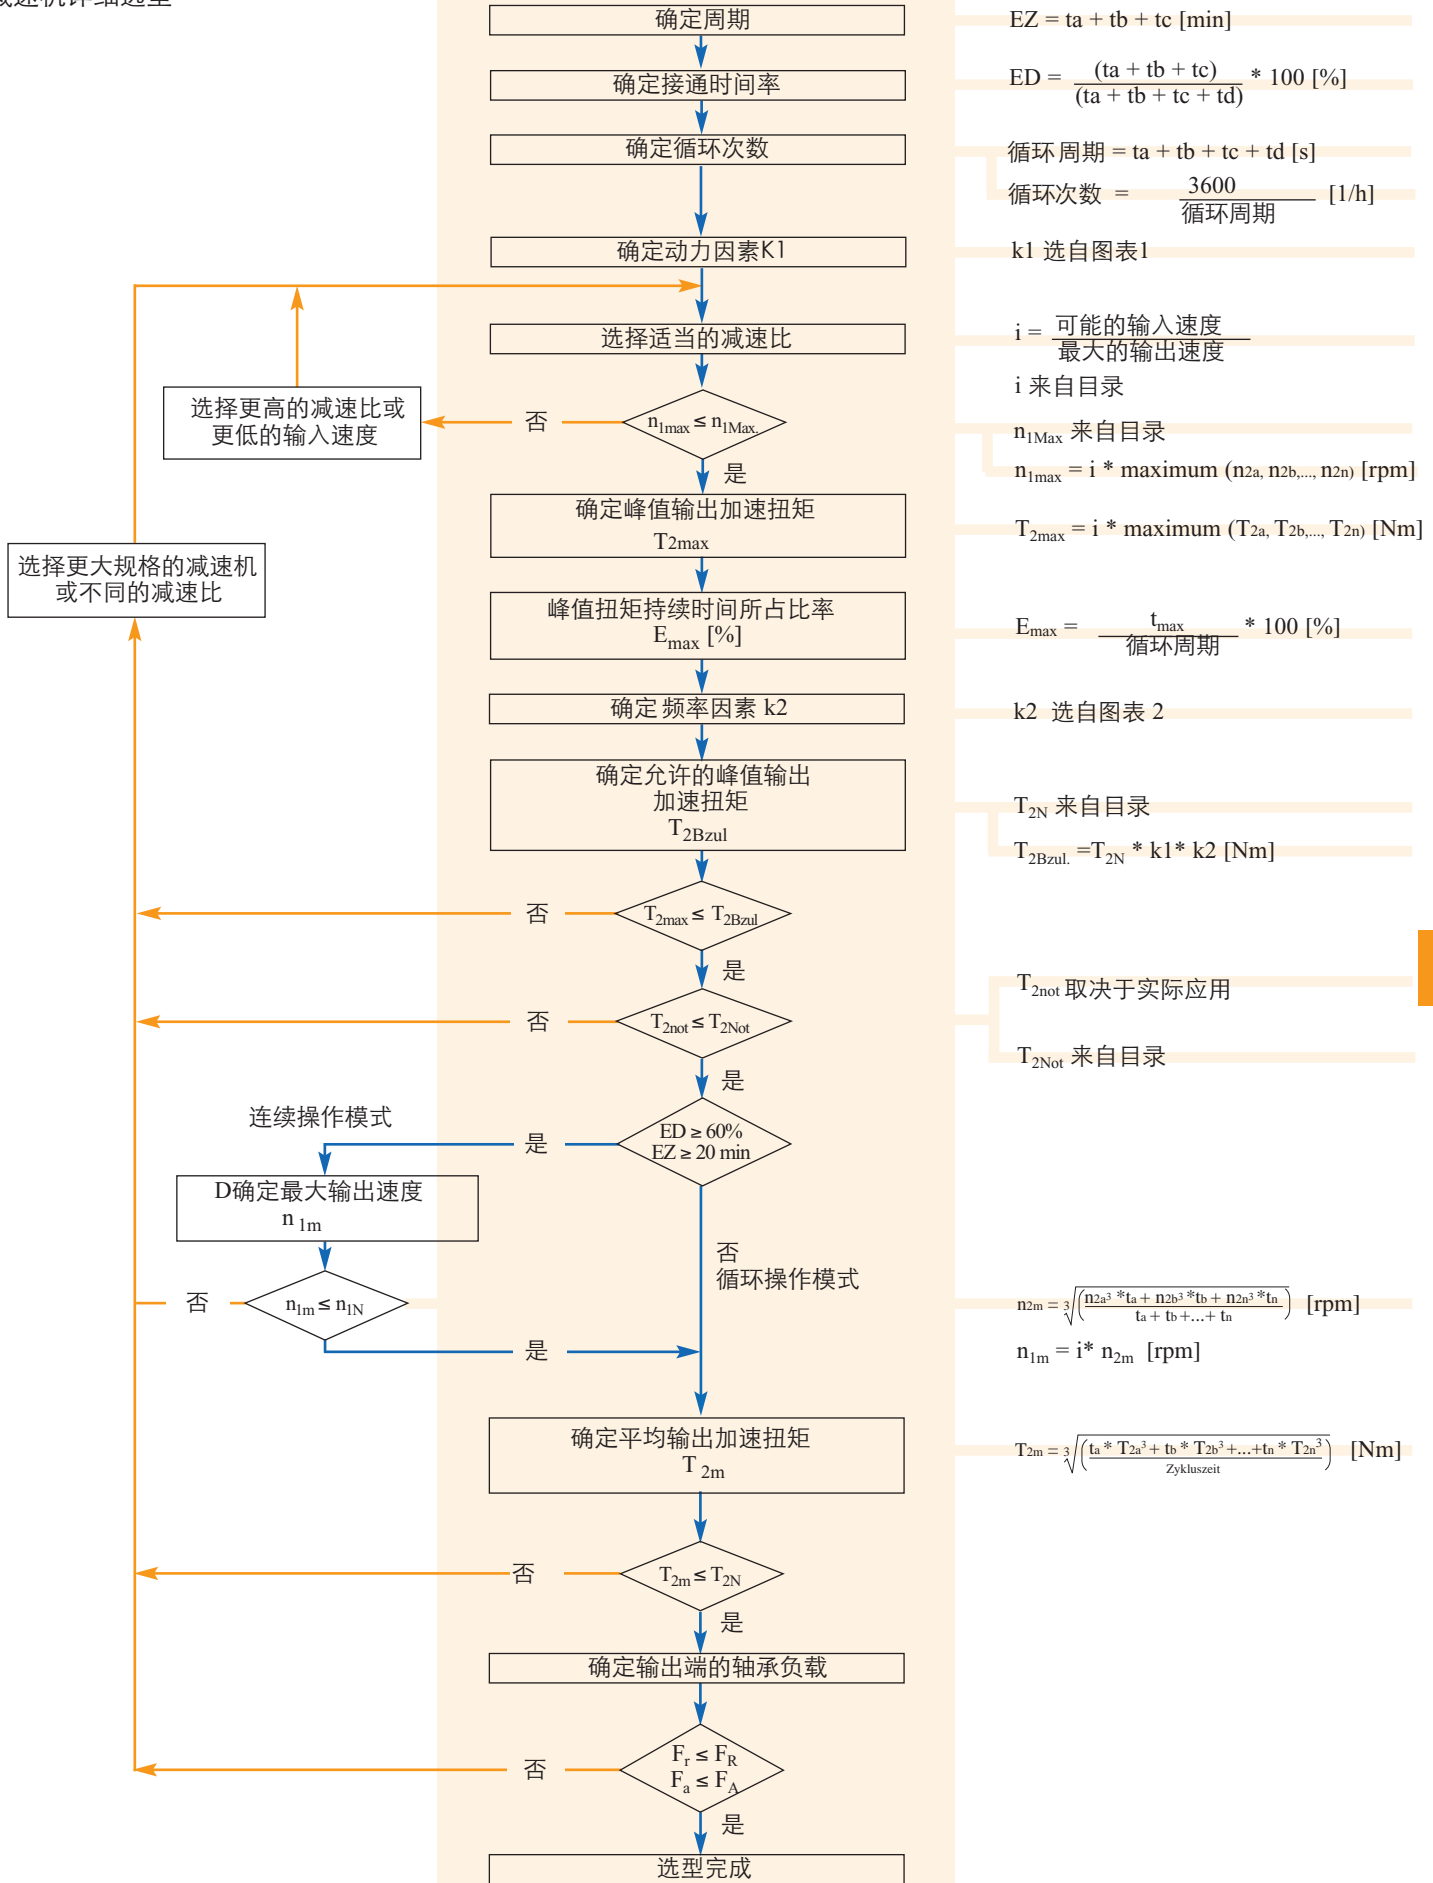 减速机详细选型
确定周期
EZ = ta + tb + tc [min]
确定接通时间率
ED = (ta + tb + tc) * 100 [%]
(ta + tb + tc + td)
确定循环次数
循环周期 = ta + tb + tc + td [s]
循环次数 = 3600 [1/h]
循环周期
确定动力因素K1
k1 选自图表1
选择适当的减速比
i = 可能的输入速度
最大的输出速度
i 来自目录
选择更高的减速比或
更低的输入速度
否
n1max ≤ n1Max.
n1Max 来自目录
是
n1max = i * maximum (n2a, n2b,..., n2n) [rpm]
确定峰值输出加速扭矩
T2max
T2max = i * maximum (T2a, T2b,..., T2n) [Nm]
选择更大规格的减速机
或不同的减速比
峰值扭矩持续时间所占比率
Emax [%]
Emax = tmax * 100 [%]
循环周期
确定频率因素 k2
k2 选自图表 2
确定允许的峰值输出
加速扭矩
T2Bzul
T2N 来自目录
T2Bzul. =T2N * k1* k2 [Nm]
否
T2max ≤ T2Bzul
是
T2not 取决于实际应用
否
T2not ≤ T2Not
T2Not 来自目录
是
连续操作模式
是
ED ≥ 60%
EZ ≥ 20 min
D确定最大输出速度
n 1m
否
循环操作模式
否
n1m ≤ n1N
n2m = 3√((n2a³ *ta + n2b³ *tb + n2n³ *tn) [rpm]
ta + tb +...+ tn
是
n1m = i* n2m [rpm]
确定平均输出加速扭矩
T 2m
T2m = 3√((ta * T2a³ + tb * T2b³ +...+tn * T2n³) [Nm]
Zykluszeit
否
T2m ≤ T2N
是
确定输出端的轴承负载
否
Fr ≤ FR
Fa ≤ FA
是
选型完成